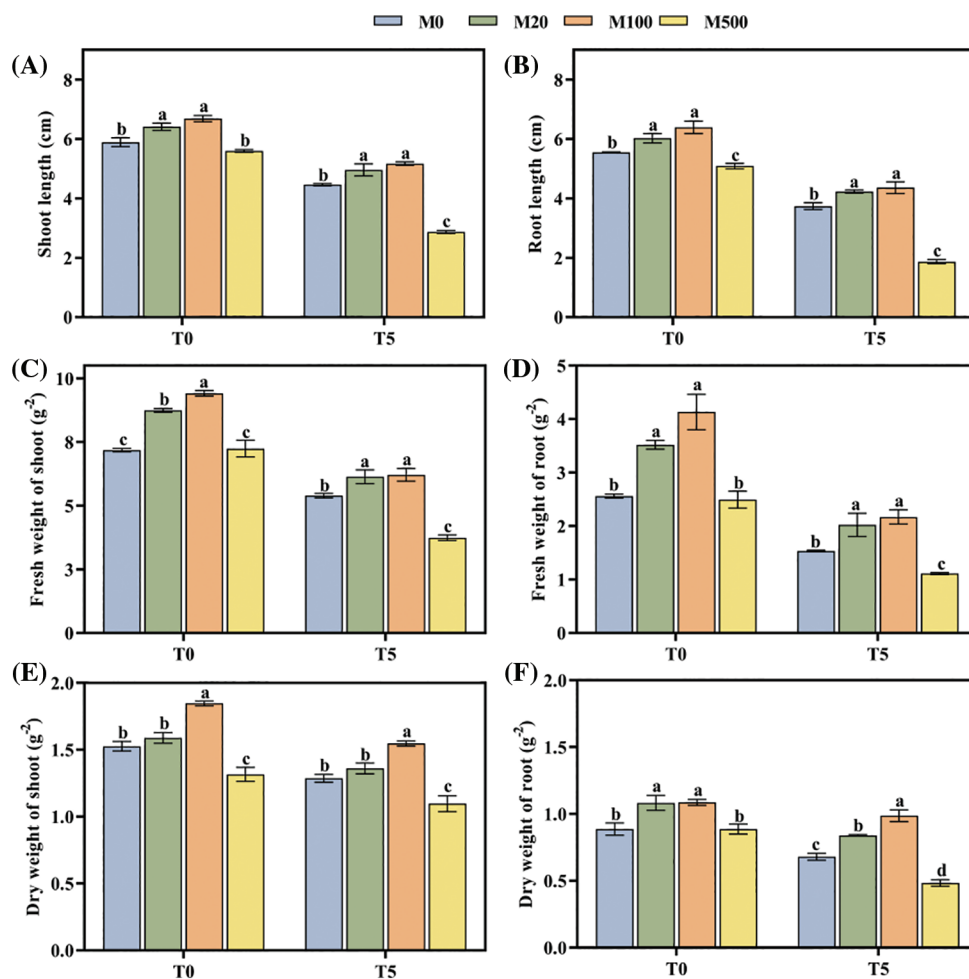 M0 M20 M100 M500
(A)
Shoot length (cm)
8
6
4
2
0
b a a b
b a a c
T0 T5
(B)
Root length (cm)
8
6
4
2
0
b a a c
b a a c
T0 T5
(C)
Fresh weight of shoot (g⁻²)
10
8
5
3
0
c b a c
b a a c
T0 T5
(D)
Fresh weight of root (g⁻²)
5
4
3
2
1
0
b a a b
b a a c
T0 T5
(E)
Dry weight of shoot (g⁻²)
2.0
1.5
1.0
0.5
0.0
b b a c
b b a c
T0 T5
(F)
Dry weight of root (g⁻²)
2.0
1.5
1.0
0.5
0.0
b a a b
c b a d
T0 T5